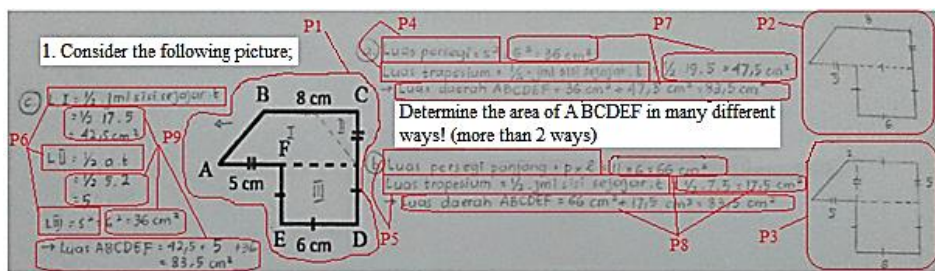 P1
P4
P7
P2
1. Consider the following picture;
(a) Luas persegi = s² 6² = 36 cm²
Luas trapesium = ½ . jml sisi sejajar . t ½ 19 . 5 = 47,5 cm²
→ Luas daerah ABCDEF = 36 cm² + 47,5 cm² = 83,5 cm²
8
3
6
(c) L I = ½ jml sisi sejajar . t
= ½ 17 . 5
= 42,5 cm²
P6
P9
L II = ½ a t
= ½ 5 . 2
= 5
L III = s² = 6² = 36 cm²
→ Luas ABCDEF = 42,5 + 5 + 36
= 83,5 cm²
B 8 cm C
I
II
A F
5 cm
III
E 6 cm D
Determine the area of ABCDEF in many different
ways! (more than 2 ways)
(b) Luas persegi panjang = p × l = 11 × 6 = 66 cm²
Luas trapesium = ½ . jml sisi sejajar . t ½ . 7 . 5 = 17,5 cm²
→ Luas daerah ABCDEF = 66 cm² + 17,5 cm² = 83,5 cm²
P5
P8
P3
5
5